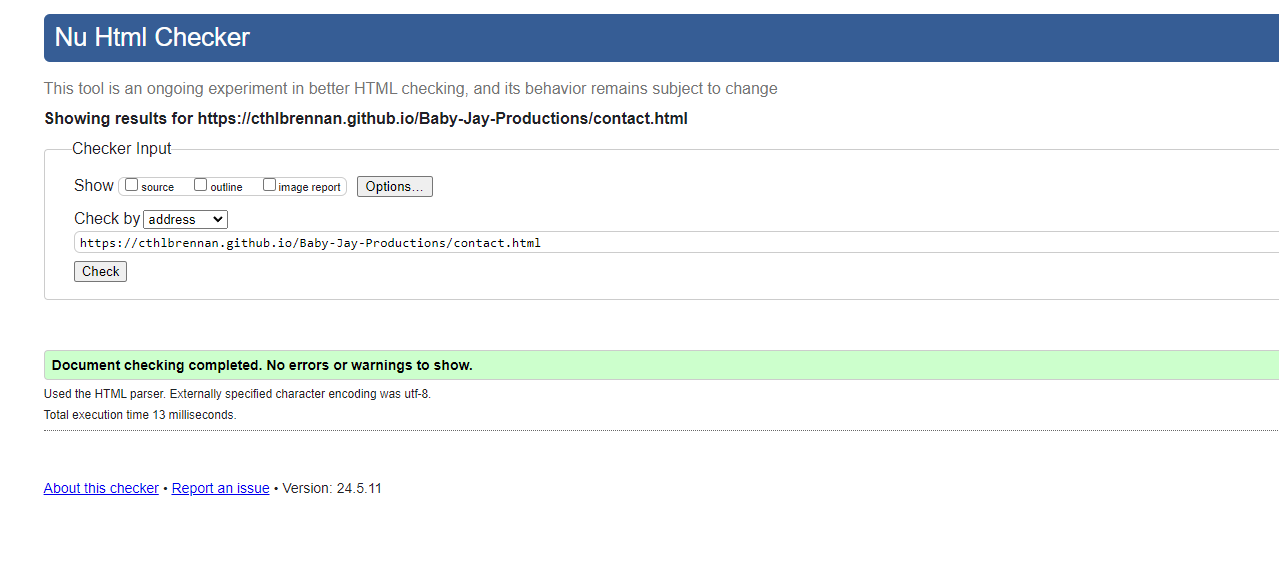 Nu Html Checker
This tool is an ongoing experiment in better HTML checking, and its behavior remains subject to change
Showing results for https://cthlbrennan.github.io/Baby-Jay-Productions/contact.html
Checker Input
Show source outline image report Options...
Check by address
https://cthlbrennan.github.io/Baby-Jay-Productions/contact.html
Check
Document checking completed. No errors or warnings to show.
Used the HTML parser. Externally specified character encoding was utf-8.
Total execution time 13 milliseconds.
About this checker • Report an issue • Version: 24.5.11